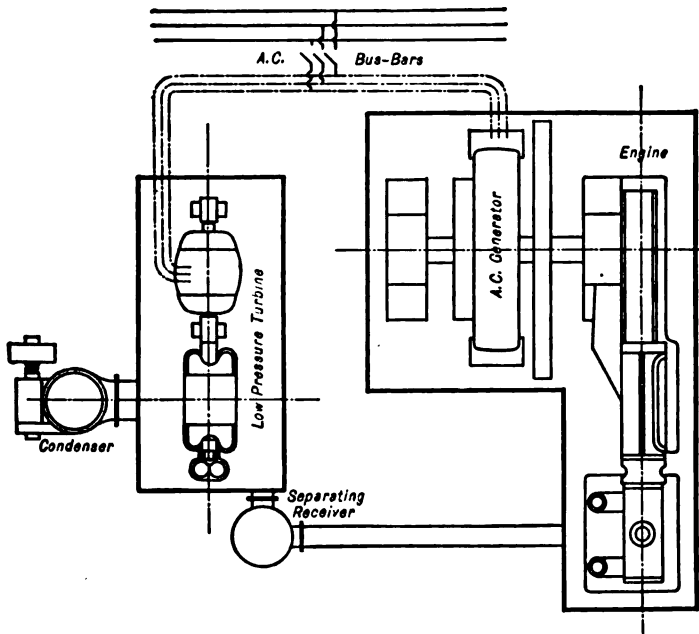 A.C. Bus-Bars
Engine
A.C. Generator
Low Pressure Turbine
Condenser
Separating
Receiver